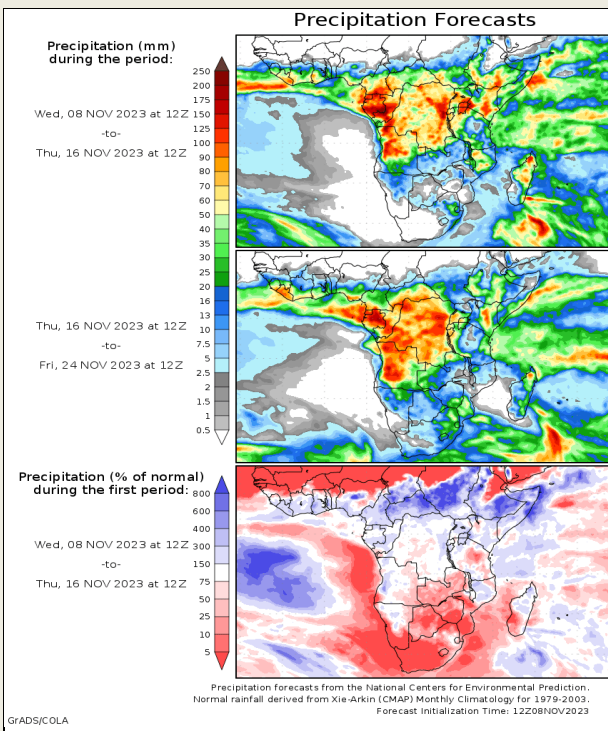 Precipitation Forecasts
Precipitation (mm)
during the period:
Wed, 08 NOV 2023 at 12Z
-to-
Thu, 16 NOV 2023 at 12Z
250
200
175
150
125
100
90
80
70
60
50
40
35
30
25
20
16
13
10
7.5
5
2.5
2
1.5
1
0.5
Thu, 16 NOV 2023 at 12Z
-to-
Fri, 24 NOV 2023 at 12Z
Precipitation (% of normal)
during the first period:
Wed, 08 NOV 2023 at 12Z
-to-
Thu, 16 NOV 2023 at 12Z
800
600
400
300
150
75
50
25
10
5
Precipitation forecasts from the National Centers for Environmental Prediction.
Normal rainfall derived from Xie-Arkin (CMAP) Monthly Climatology for 1979-2003.
Forecast Initialization Time: 12Z08NOV2023
GrADS/COLA